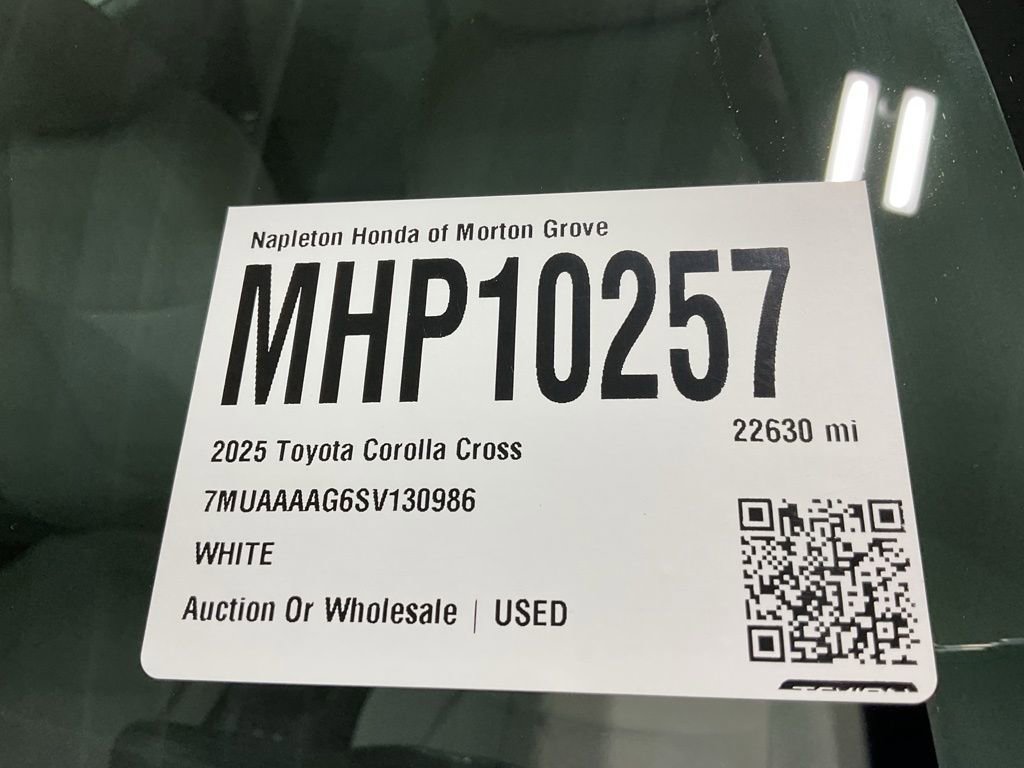 Napleton Honda of Morton Grove
MHP10257
22630 mi
2025 Toyota Corolla Cross
7MUAAAAG6SV130986
WHITE
Auction Or Wholesale | USED